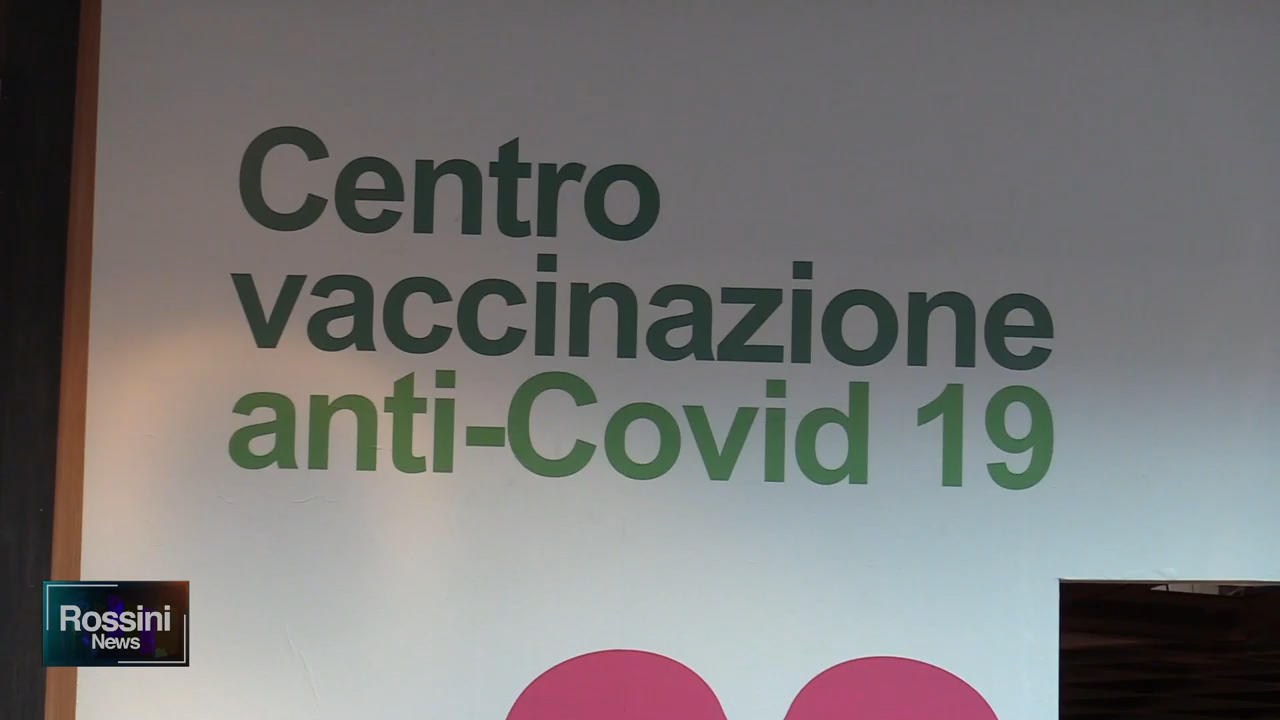 Centro
vaccinazione
anti-Covid 19
Rossini
News